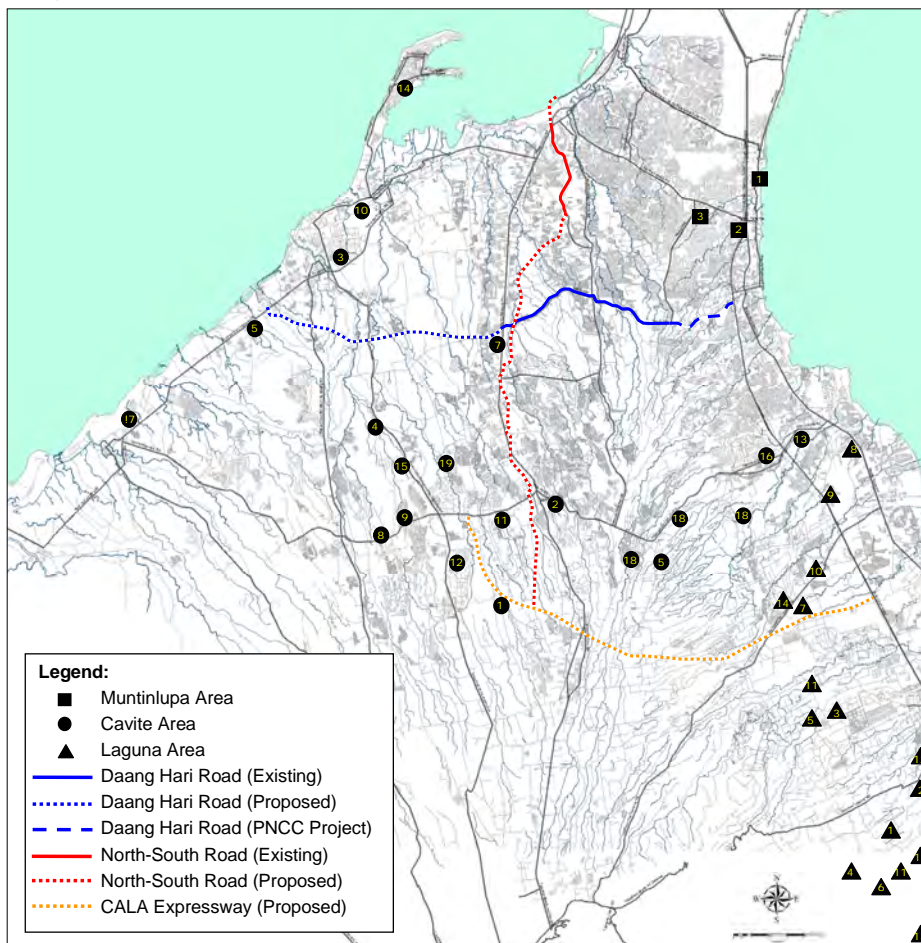 14
1
10
3
2
3
5
7
!7
4
13
16
8
15
19
9
2
9
11
18
18
8
12
18
5
10
14
7
1
11
3
5
1
4
11
6
Legend:
Muntinlupa Area
Cavite Area
Laguna Area
Daang Hari Road (Existing)
Daang Hari Road (Proposed)
Daang Hari Road (PNCC Project)
North-South Road (Existing)
North-South Road (Proposed)
CALA Expressway (Proposed)
N
W
E
S